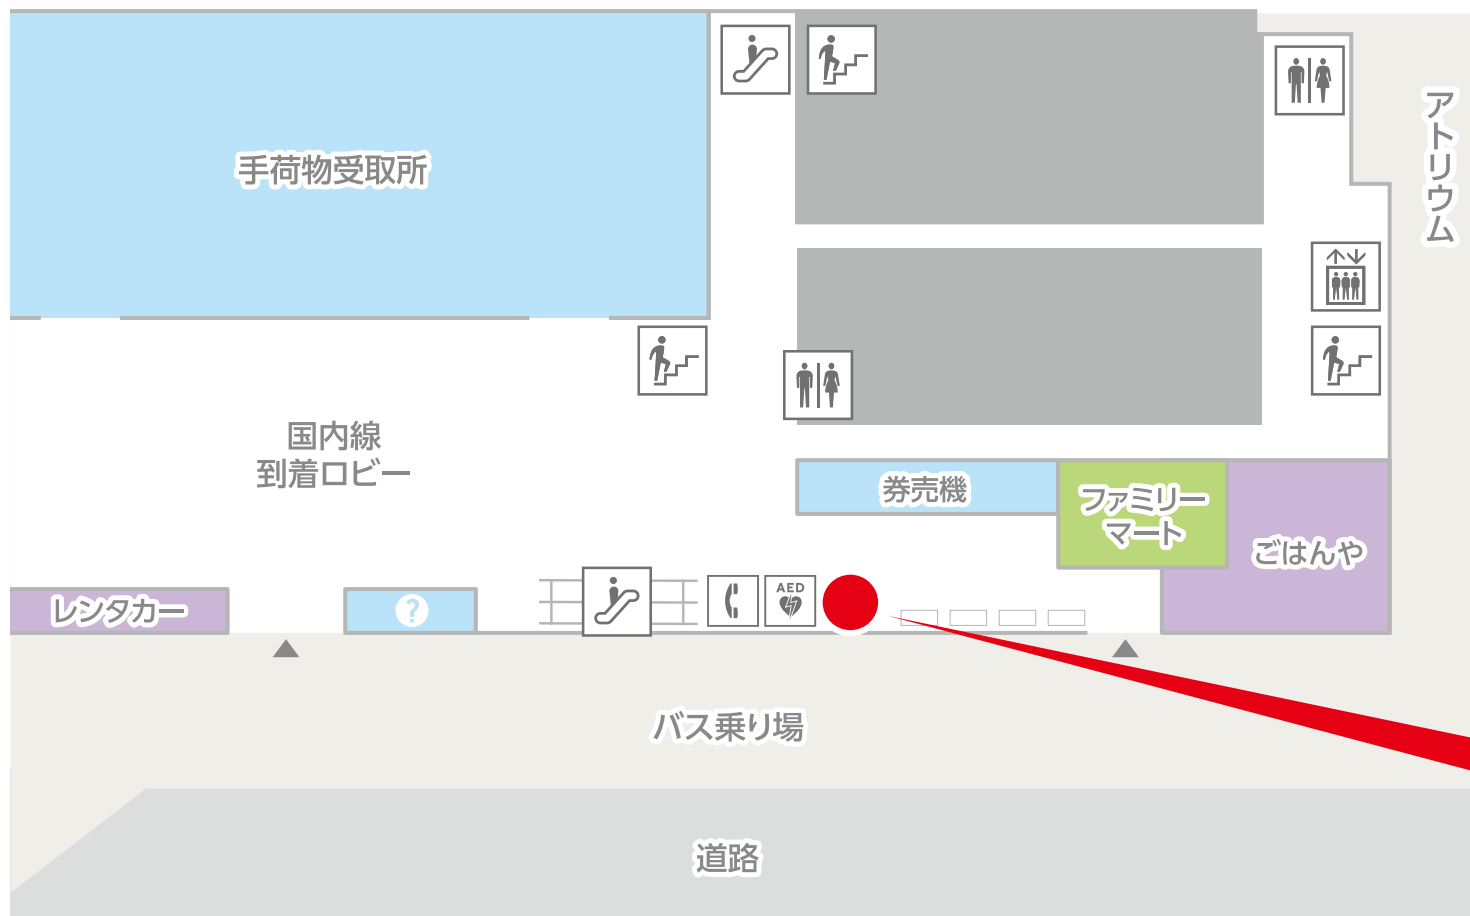 手荷物受取所
アトリウム
国内線
到着ロビー
券売機
ファミリー
マート
ごはんや
レンタカー
?
AED
バス乗り場
道路